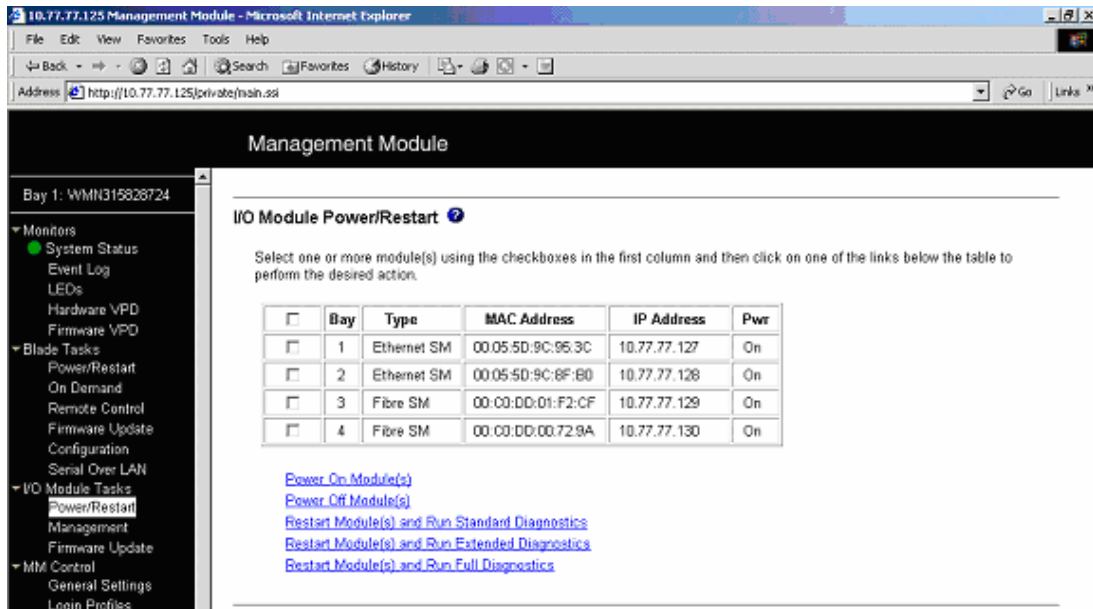 10.77.77.125 Management Module - Microsoft Internet Explorer
File Edit View Favorites Tools Help
Back Search Favorites History
Address http://10.77.77.125/private/main.ssi Go Links
Management Module
Bay 1: WMN315828724
Monitors
System Status
Event Log
LEDs
Hardware VPD
Firmware VPD
Blade Tasks
Power/Restart
On Demand
Remote Control
Firmware Update
Configuration
Serial Over LAN
I/O Module Tasks
Power/Restart
Management
Firmware Update
MM Control
General Settings
Login Profiles
I/O Module Power/Restart
Select one or more module(s) using the checkboxes in the first column and then click on one of the links below the table to
perform the desired action.
Bay Type MAC Address IP Address Pwr
1 Ethernet SM 00:05:5D:9C:95:3C 10.77.77.127 On
2 Ethernet SM 00:05:5D:9C:8F:B0 10.77.77.128 On
3 Fibre SM 00:C0:DD:01:F2:CF 10.77.77.129 On
4 Fibre SM 00:C0:DD:00:72:9A 10.77.77.130 On
Power On Module(s)
Power Off Module(s)
Restart Module(s) and Run Standard Diagnostics
Restart Module(s) and Run Extended Diagnostics
Restart Module(s) and Run Full Diagnostics